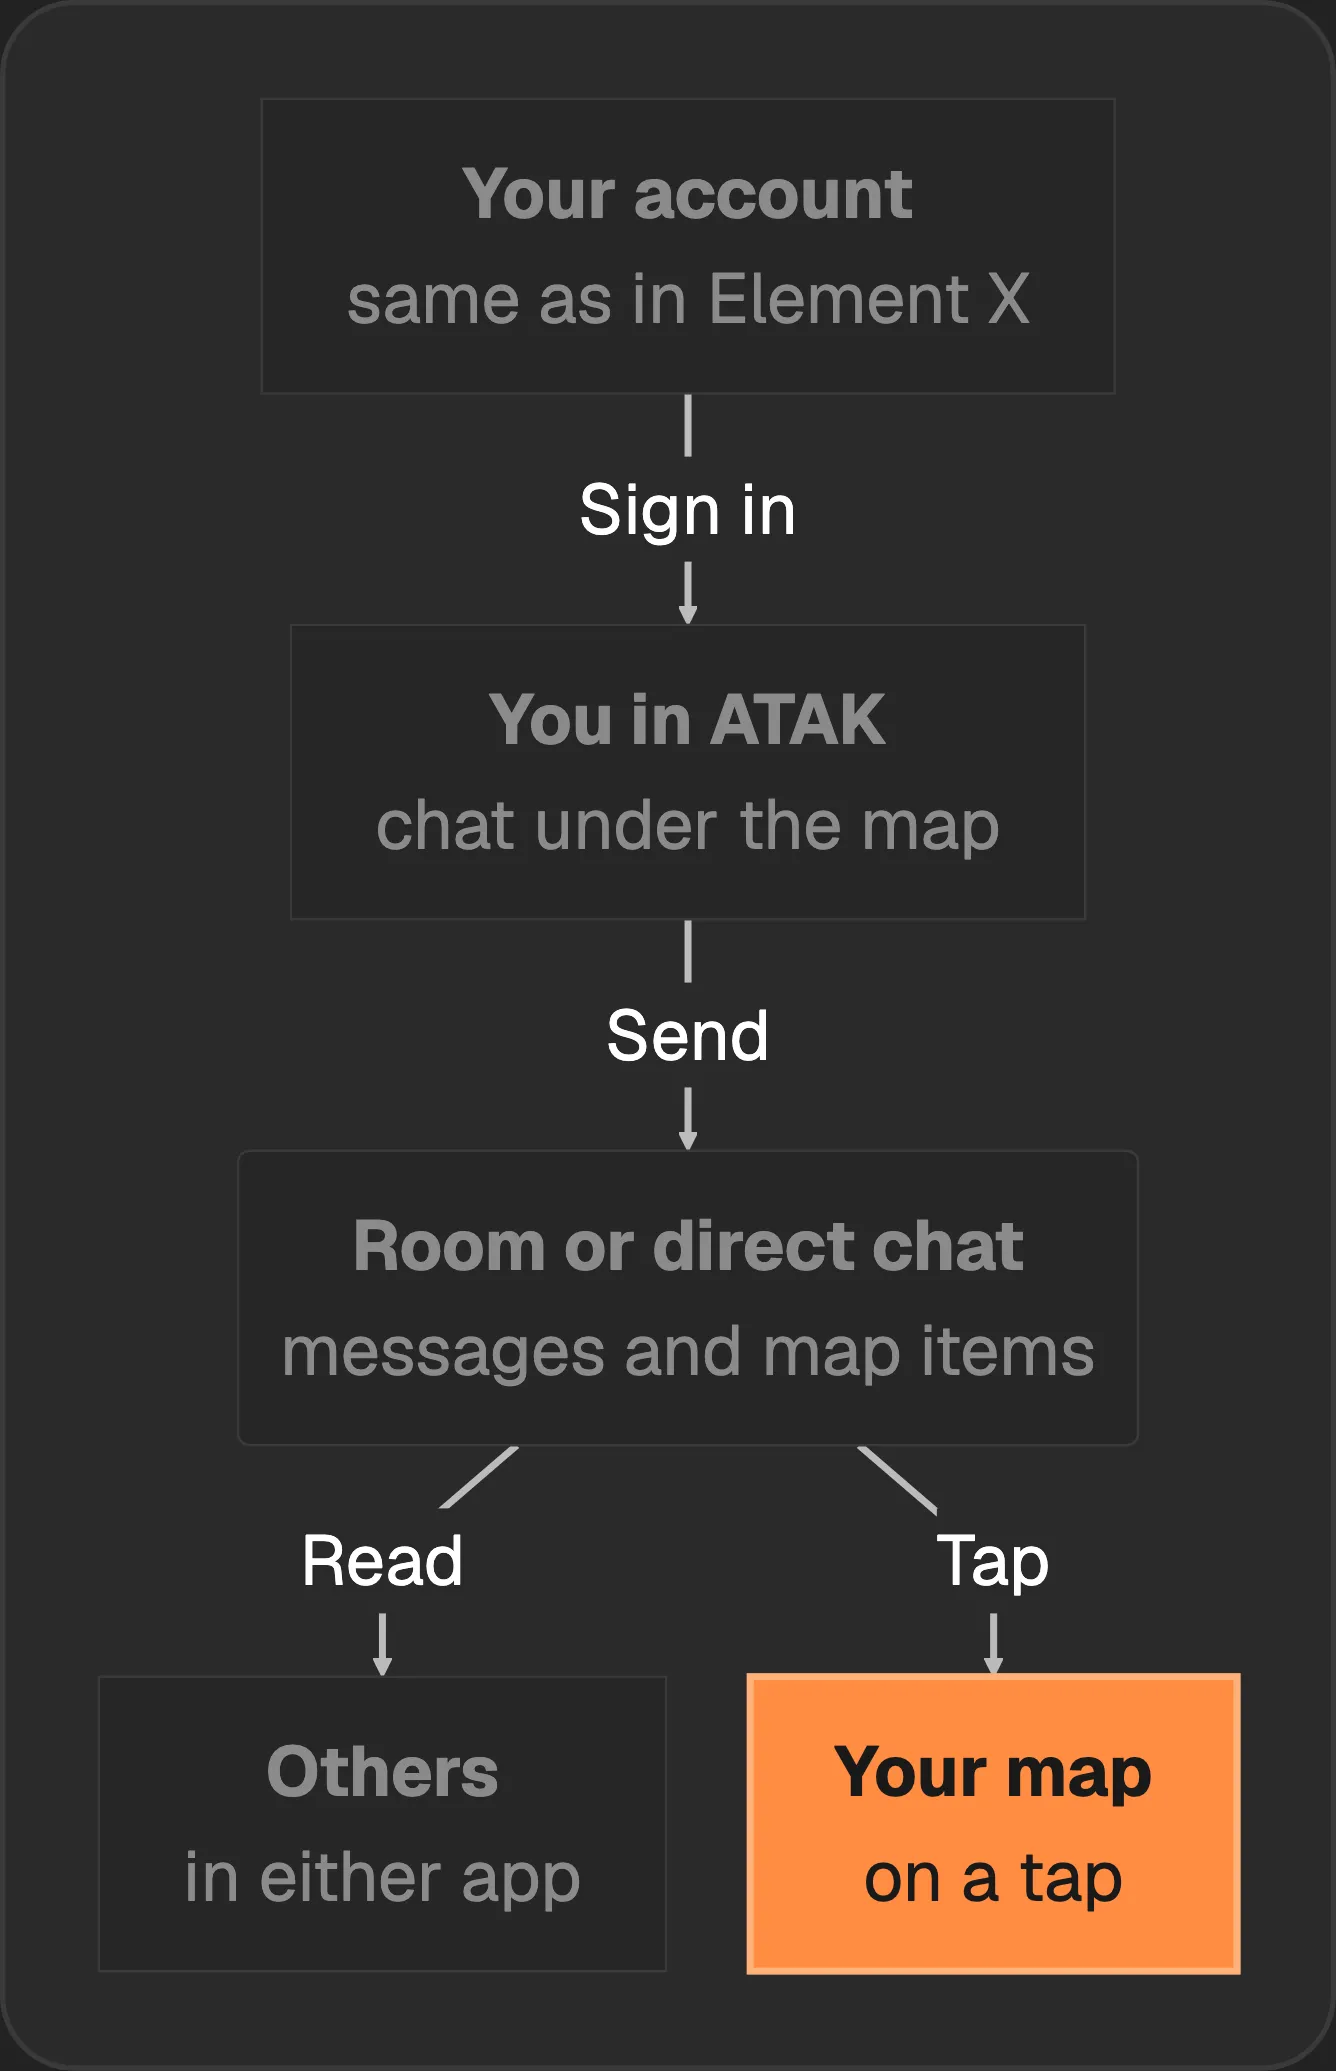 Your account
same as in Element X
Sign in
You in ATAK
chat under the map
Send
Room or direct chat
messages and map items
Read
Tap
Others
in either app
Your map
on a tap